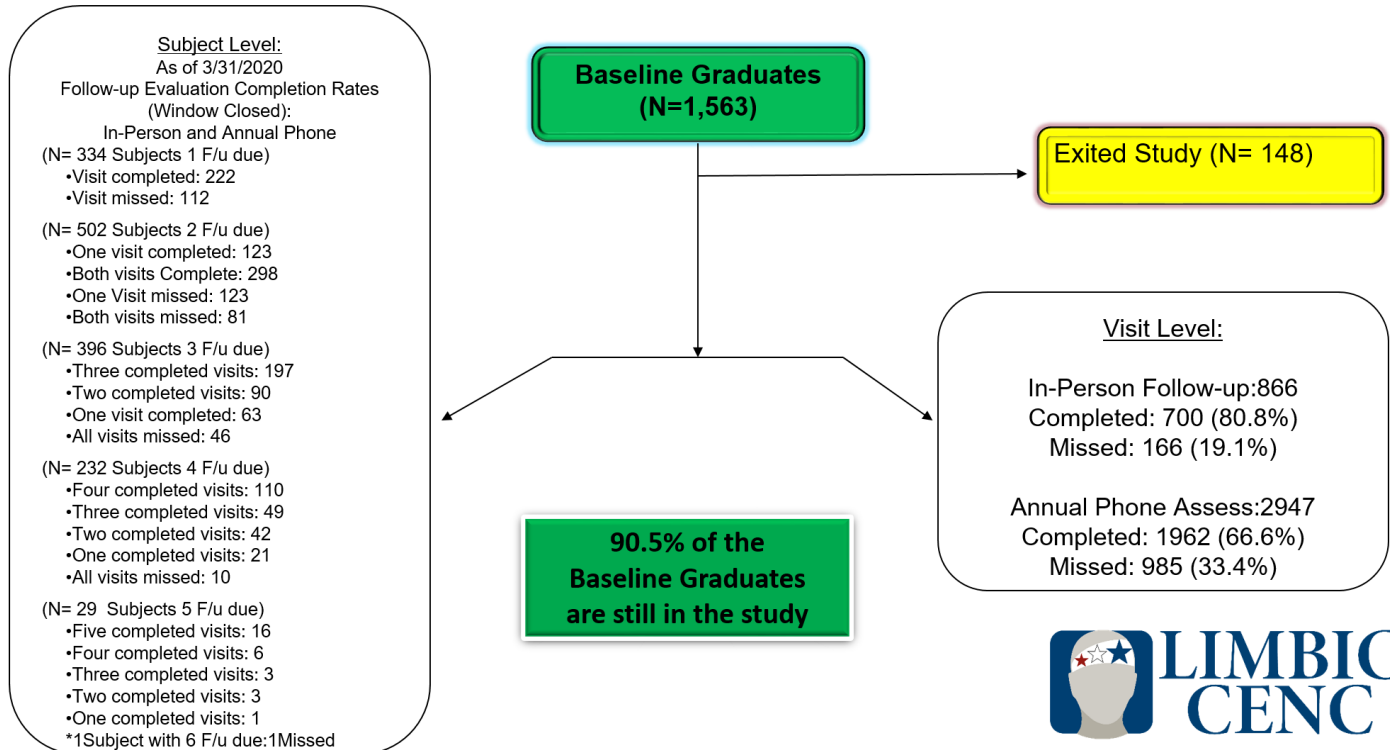 Subject Level:
As of 3/31/2020
Follow-up Evaluation Completion Rates
(Window Closed):
In-Person and Annual Phone
(N= 334 Subjects 1 F/u due)
•Visit completed: 222
•Visit missed: 112
(N= 502 Subjects 2 F/u due)
•One visit completed: 123
•Both visits Complete: 298
•One Visit missed: 123
•Both visits missed: 81
(N= 396 Subjects 3 F/u due)
•Three completed visits: 197
•Two completed visits: 90
•One visit completed: 63
•All visits missed: 46
(N= 232 Subjects 4 F/u due)
•Four completed visits: 110
•Three completed visits: 49
•Two completed visits: 42
•One completed visits: 21
•All visits missed: 10
(N= 29  Subjects 5 F/u due)
•Five completed visits: 16
•Four completed visits: 6
•Three completed visits: 3
•Two completed visits: 3
•One completed visits: 1
*1Subject with 6 F/u due:1Missed
Baseline Graduates
(N=1,563)
Exited Study (N= 148)
90.5% of the
Baseline Graduates
are still in the study
Visit Level:
In-Person Follow-up:866
Completed: 700 (80.8%)
Missed: 166 (19.1%)
Annual Phone Assess:2947
Completed: 1962 (66.6%)
Missed: 985 (33.4%)
LIMBIC
CENC